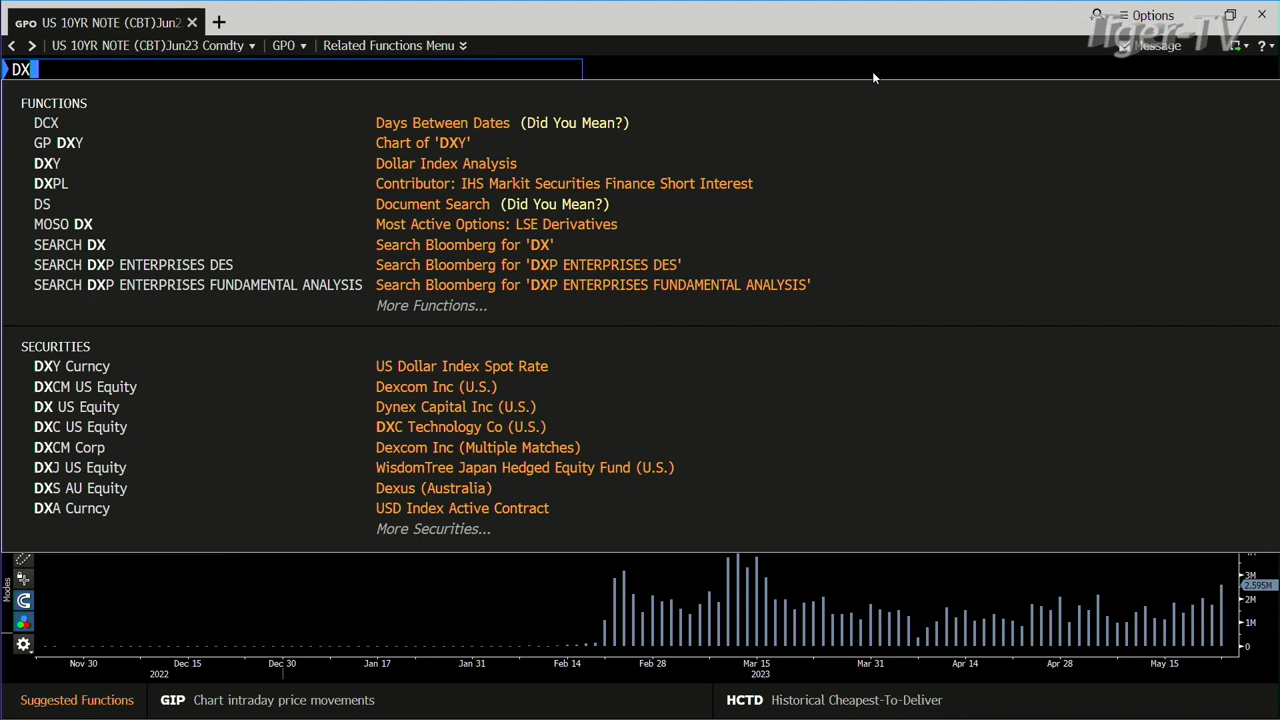 GPO US 10YR NOTE (CBT)Jun2
Options
Tiger-TV
US 10YR NOTE (CBT)Jun23 Comdty GPO Related Functions Menu
Message
?
DX
FUNCTIONS
DCX Days Between Dates (Did You Mean?)
GP DXY Chart of 'DXY'
DXY Dollar Index Analysis
DXPL Contributor: IHS Markit Securities Finance Short Interest
DS Document Search (Did You Mean?)
MOSO DX Most Active Options: LSE Derivatives
SEARCH DX Search Bloomberg for 'DX'
SEARCH DXP ENTERPRISES DES Search Bloomberg for 'DXP ENTERPRISES DES'
SEARCH DXP ENTERPRISES FUNDAMENTAL ANALYSIS Search Bloomberg for 'DXP ENTERPRISES FUNDAMENTAL ANALYSIS'
More Functions...
SECURITIES
DXY Curncy US Dollar Index Spot Rate
DXCM US Equity Dexcom Inc (U.S.)
DX US Equity Dynex Capital Inc (U.S.)
DXC US Equity DXC Technology Co (U.S.)
DXCM Corp Dexcom Inc (Multiple Matches)
DXJ US Equity WisdomTree Japan Hedged Equity Fund (U.S.)
DXS AU Equity Dexus (Australia)
DXA Curncy USD Index Active Contract
More Securities...
Modes
3M
2.595M
2M
1M
0
Nov 30 Dec 15 Dec 30 Jan 17 Jan 31 Feb 14 Feb 28 Mar 15 Mar 31 Apr 14 Apr 28 May 15
2022 2023
Suggested Functions GIP Chart intraday price movements HCTD Historical Cheapest-To-Deliver